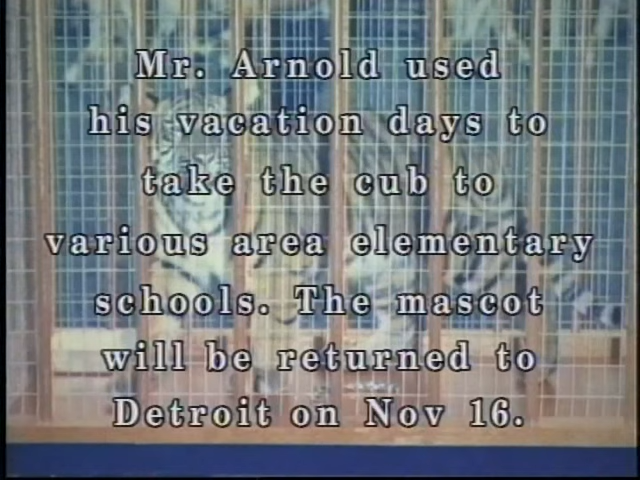 Mr. Arnold used
his vacation days to
take the cub to
various area elementary
schools. The mascot
will be returned to
Detroit on Nov 16.